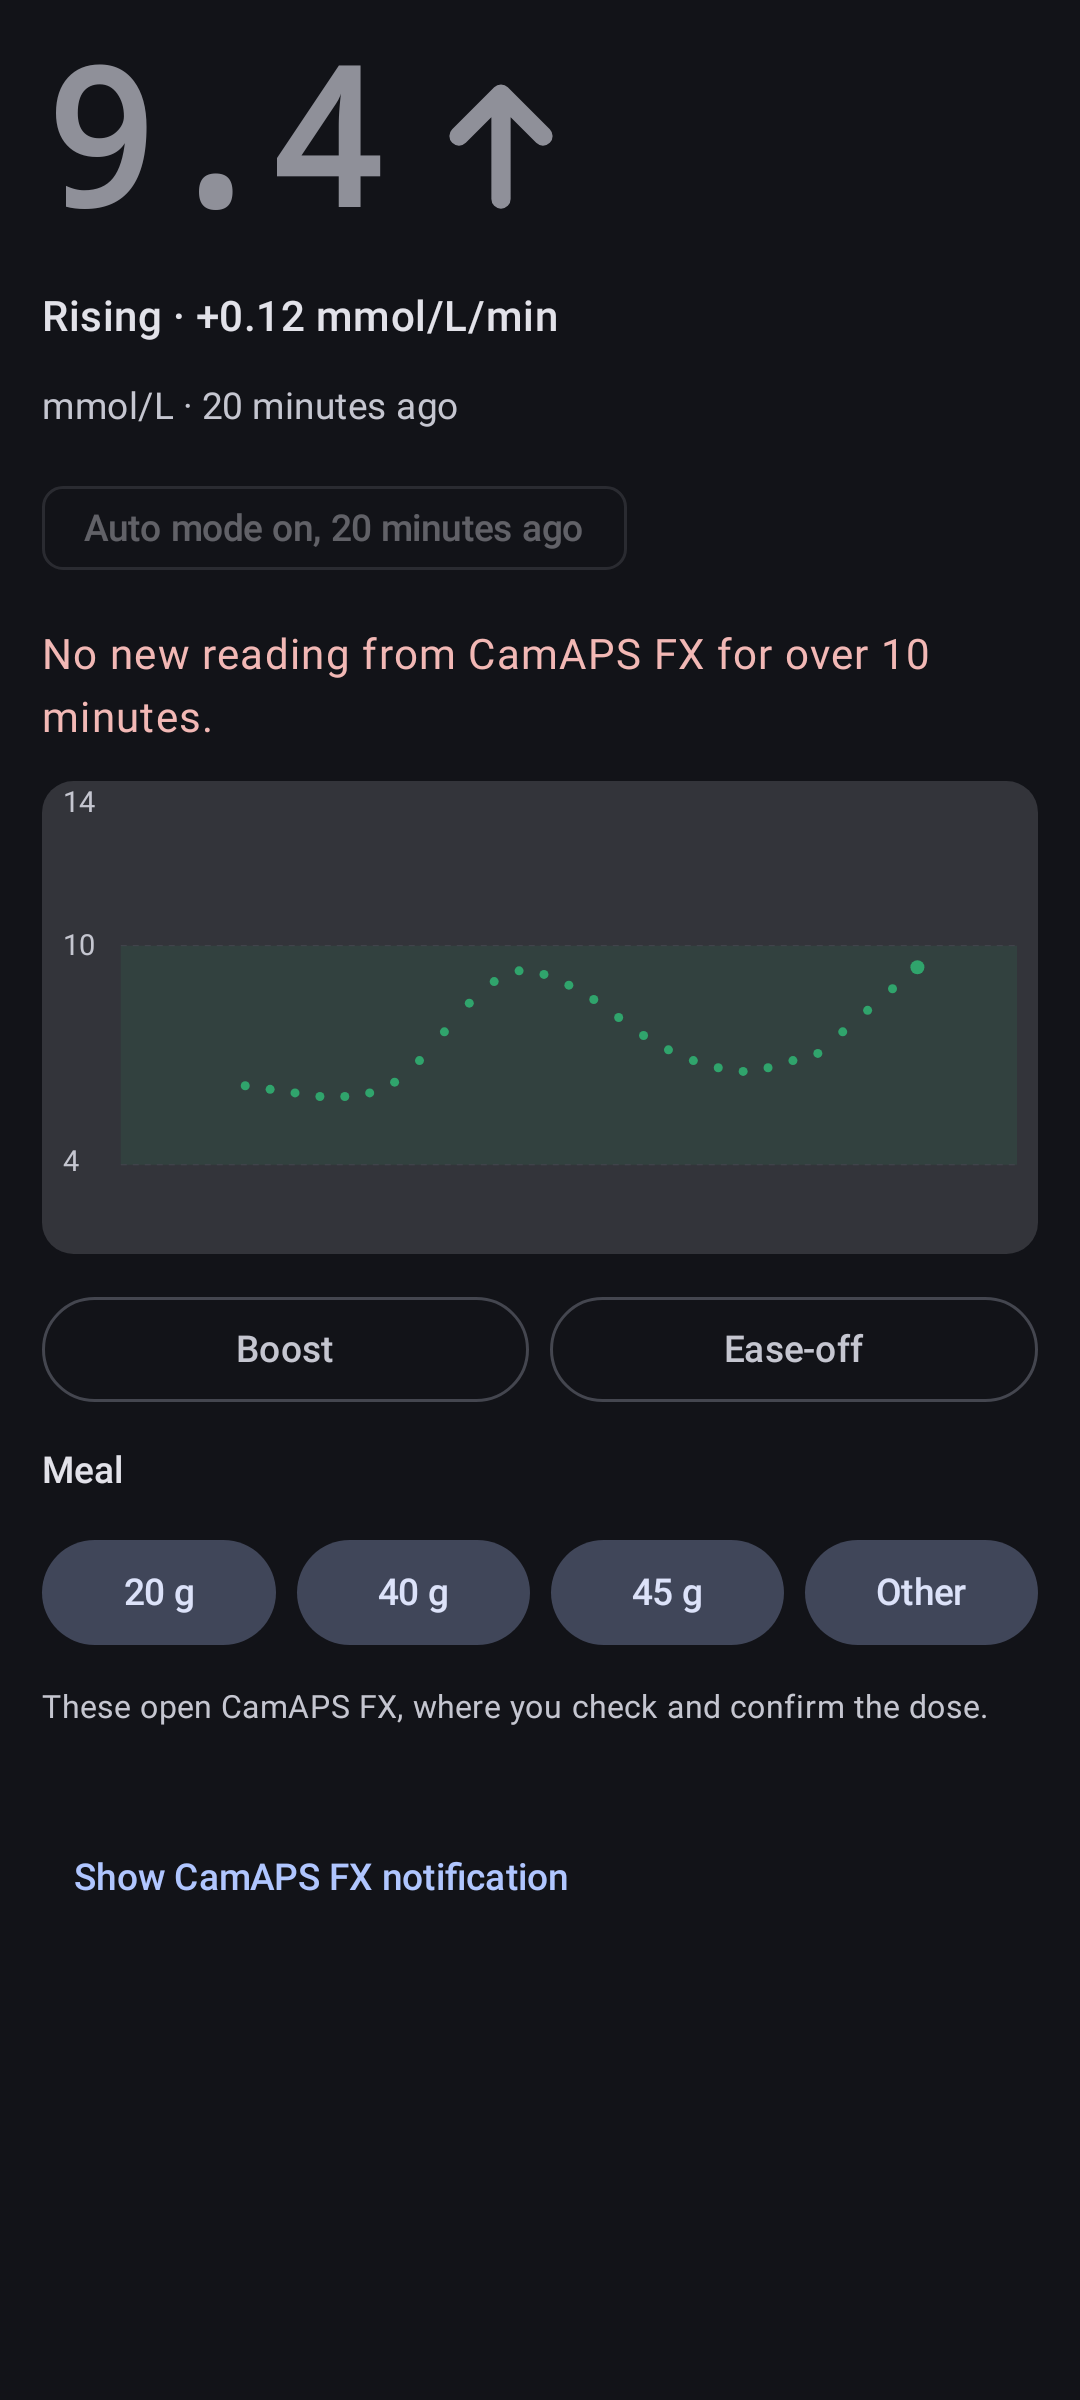 9.4
Rising · +0.12 mmol/L/min
mmol/L · 20 minutes ago
Auto mode on, 20 minutes ago
No new reading from CamAPS FX for over 10
minutes.
14
10
4
Boost
Ease-off
Meal
20 g
40 g
45 g
Other
These open CamAPS FX, where you check and confirm the dose.
Show CamAPS FX notification